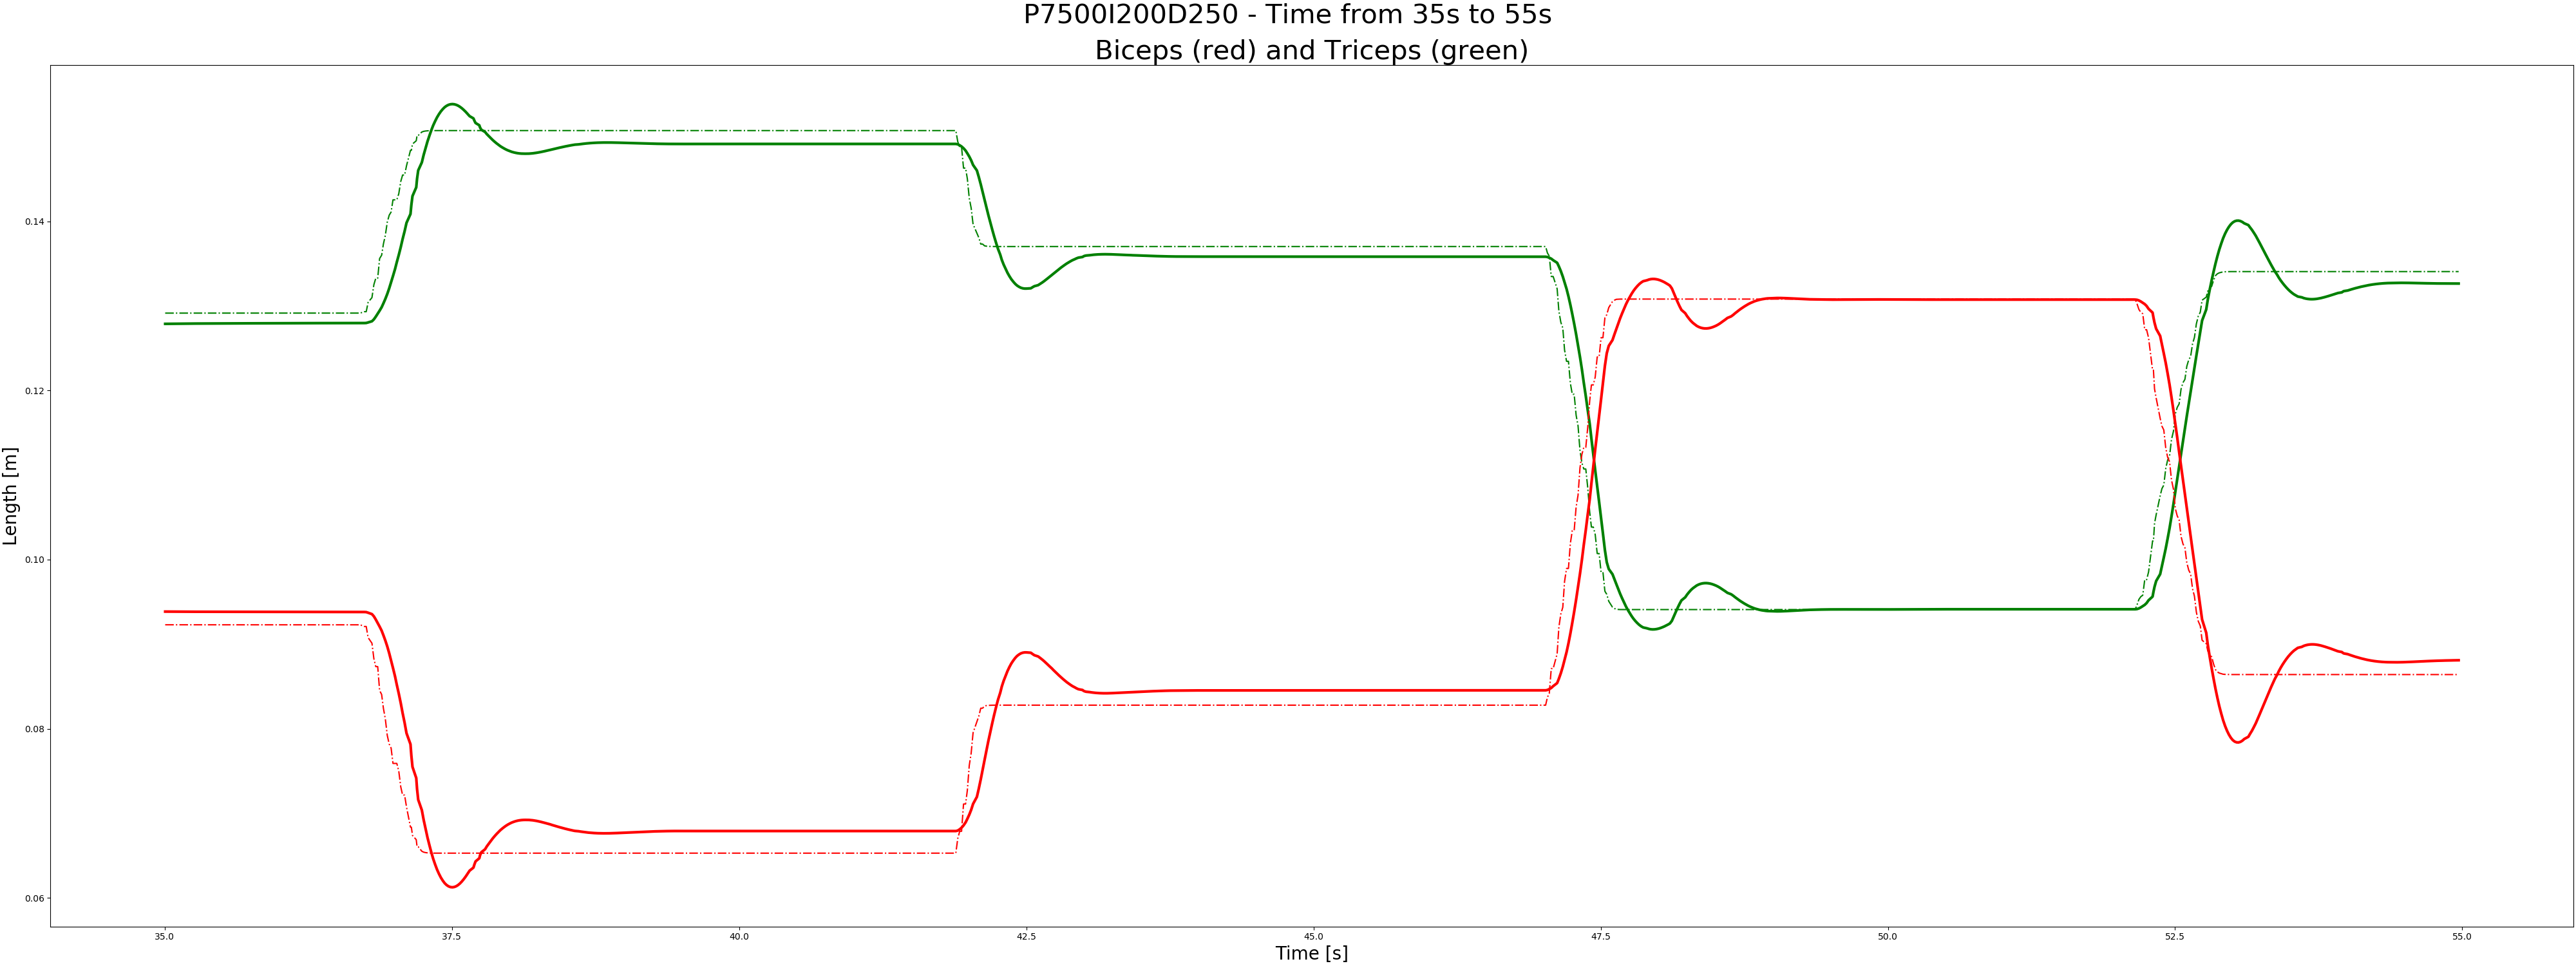 P7500I200D250 - Time from 35s to 55s
Biceps (red) and Triceps (green)
Length [m]
0.14
0.12
0.10
0.08
0.06
35.0 37.5 40.0 42.5 45.0 47.5 50.0 52.5 55.0
Time [s]